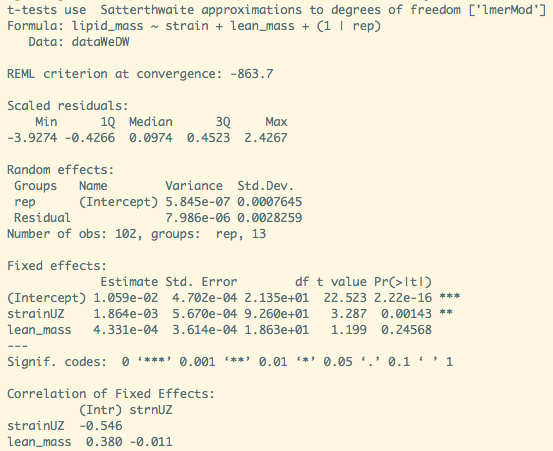 t-tests use  Satterthwaite approximations to degrees of freedom ['lmerMod']
Formula: lipid_mass ~ strain + lean_mass + (1 | rep)
   Data: dataWeDW

REML criterion at convergence: -863.7

Scaled residuals:
    Min      1Q  Median      3Q     Max
-3.9274 -0.4266  0.0974  0.4523  2.4267

Random effects:
 Groups   Name        Variance  Std.Dev.
 rep      (Intercept) 5.845e-07 0.0007645
 Residual             7.986e-06 0.0028259
Number of obs: 102, groups:  rep, 13

Fixed effects:
             Estimate Std. Error        df t value Pr(>|t|)
(Intercept) 1.059e-02  4.702e-04 2.135e+01  22.523 2.22e-16 ***
strainUZ    1.864e-03  5.670e-04 9.260e+01   3.287  0.00143 **
lean_mass   4.331e-04  3.614e-04 1.863e+01   1.199  0.24568
---
Signif. codes:  0 ‘***’ 0.001 ‘**’ 0.01 ‘*’ 0.05 ‘.’ 0.1 ‘ ’ 1

Correlation of Fixed Effects:
          (Intr) strnUZ
strainUZ  -0.546
lean_mass  0.380 -0.011